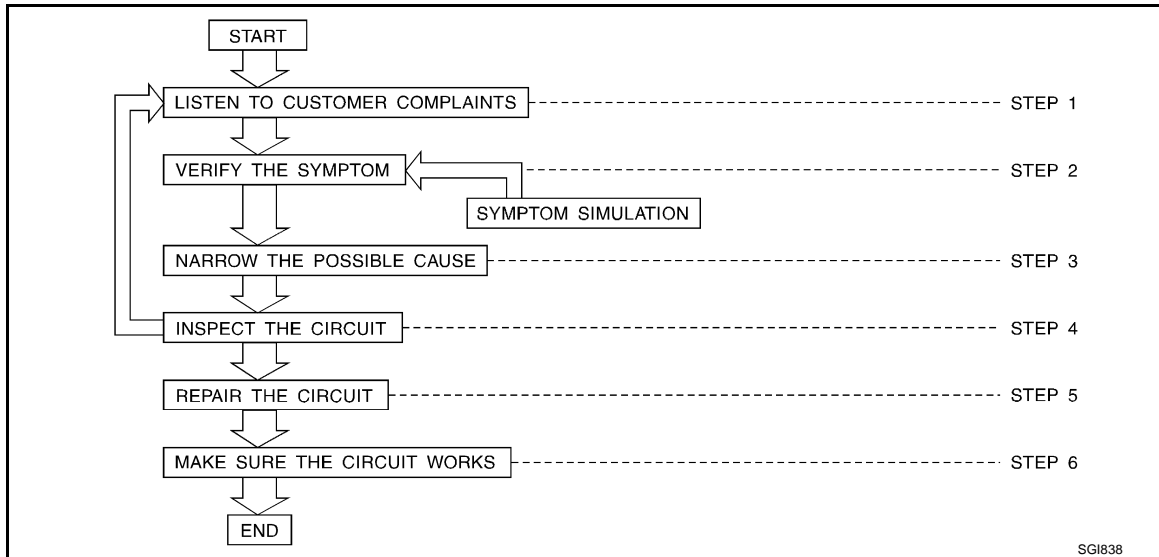 START
LISTEN TO CUSTOMER COMPLAINTS STEP 1
VERIFY THE SYMPTOM STEP 2
SYMPTOM SIMULATION
NARROW THE POSSIBLE CAUSE STEP 3
INSPECT THE CIRCUIT STEP 4
REPAIR THE CIRCUIT STEP 5
MAKE SURE THE CIRCUIT WORKS STEP 6
END
SGI838